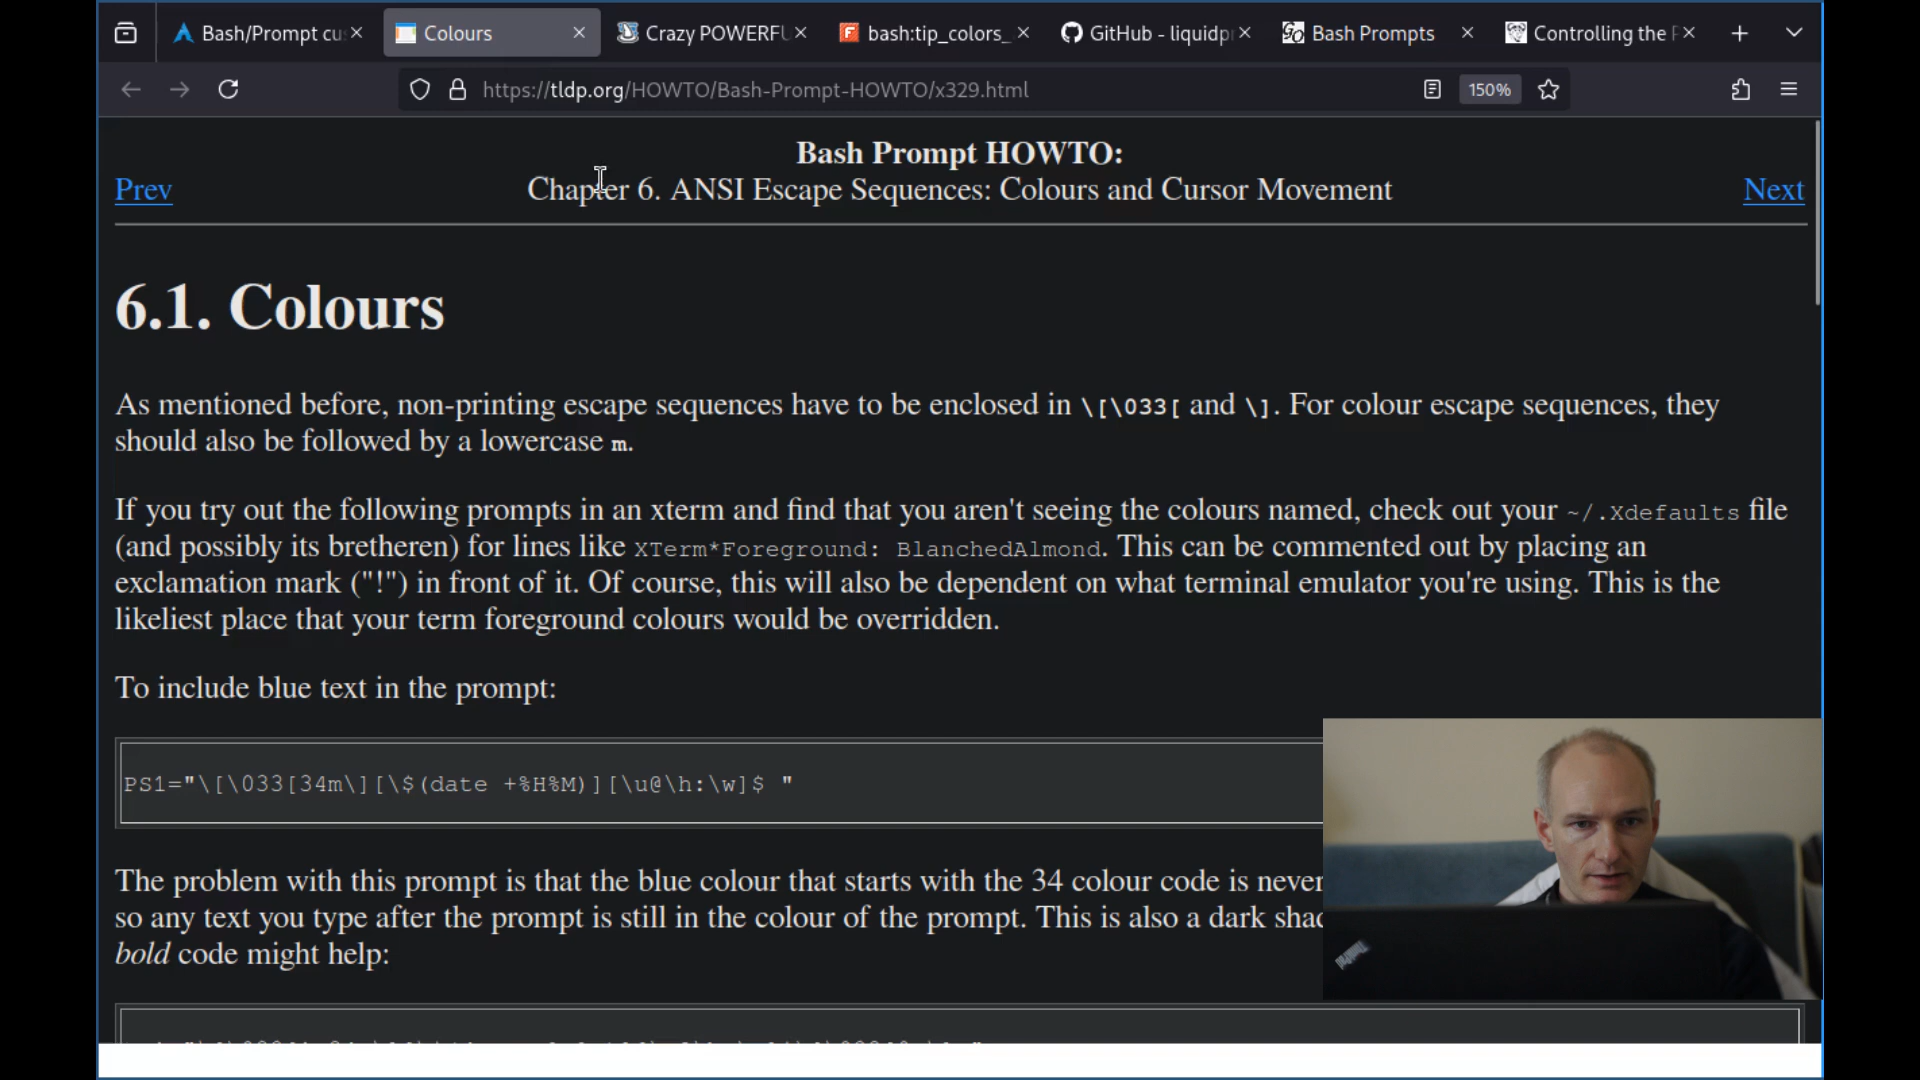 Bash/Prompt cu
Colours
Crazy POWERFU
bash:tip_colors_
GitHub - liquidpr
Bash Prompts
Controlling the P
https://tldp.org/HOWTO/Bash-Prompt-HOWTO/x329.html
150%
Bash Prompt HOWTO:
Prev
Chapter 6. ANSI Escape Sequences: Colours and Cursor Movement
Next
6.1. Colours
As mentioned before, non-printing escape sequences have to be enclosed in \[\033[ and \]. For colour escape sequences, they
should also be followed by a lowercase m.
If you try out the following prompts in an xterm and find that you aren't seeing the colours named, check out your ~/.Xdefaults file
(and possibly its bretheren) for lines like XTerm*Foreground: BlanchedAlmond. This can be commented out by placing an
exclamation mark ("!") in front of it. Of course, this will also be dependent on what terminal emulator you're using. This is the
likeliest place that your term foreground colours would be overridden.
To include blue text in the prompt:
PS1="\[\033[34m\][\$(date +%H%M)][\u@\h:\w]$ "
The problem with this prompt is that the blue colour that starts with the 34 colour code is never
so any text you type after the prompt is still in the colour of the prompt. This is also a dark shad
bold code might help: